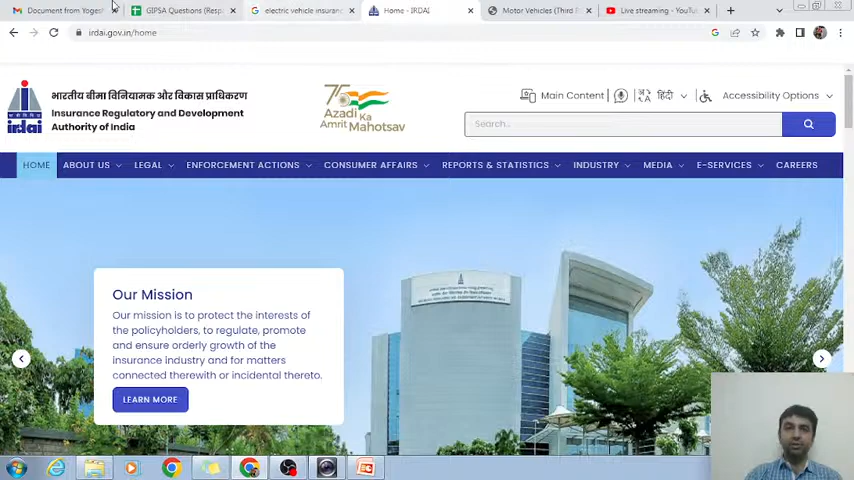 Document from Yogesh
GIPSA Questions (Resp
electric vehicle insuranc
Home - IRDAI
Motor Vehicles (Third P
Live streaming - YouTu
irdai.gov.in/home
भारतीय बीमा विनियामक और विकास प्राधिकरण
Insurance Regulatory and Development
Authority of India
irdai
75
Azadi Ka
Amrit Mahotsav
Main Content
हिंदी
Accessibility Options
Search...
HOME ABOUT US LEGAL ENFORCEMENT ACTIONS CONSUMER AFFAIRS REPORTS & STATISTICS INDUSTRY MEDIA E-SERVICES CAREERS
Our Mission
Our mission is to protect the interests of
the policyholders, to regulate, promote
and ensure orderly growth of the
insurance industry and for matters
connected therewith or incidental thereto.
LEARN MORE